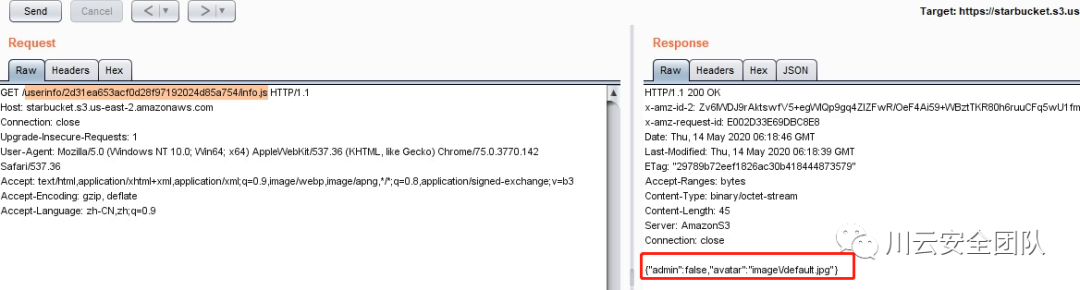 Send Cancel < > Target: https://starbucket.s3.us
Request
Raw Headers Hex
GET /userinfo/2d31ea653acf0d28f97192024d85a754/info.js HTTP/1.1
Host: starbucket.s3.us-east-2.amazonaws.com
Connection: close
Upgrade-Insecure-Requests: 1
User-Agent: Mozilla/5.0 (Windows NT 10.0; Win64; x64) AppleWebKit/537.36 (KHTML, like Gecko) Chrome/75.0.3770.142
Safari/537.36
Accept: text/html,application/xhtml+xml,application/xml;q=0.9,image/webp,image/apng,*/*;q=0.8,application/signed-exchange;v=b3
Accept-Encoding: gzip, deflate
Accept-Language: zh-CN,zh;q=0.9
Response
Raw Headers Hex JSON
HTTP/1.1 200 OK
x-amz-id-2: Zv6MDJ9rAktswfV5+egWlQp9gq4ZlZFwR/OeF4Ai59+WBztTKR80h6ruuCFq5wU1fm
x-amz-request-id: E002D33E69DBC8E8
Date: Thu, 14 May 2020 06:18:46 GMT
Last-Modified: Thu, 14 May 2020 06:18:39 GMT
ETag: "29789b72eef1826ac30b418444873579"
Accept-Ranges: bytes
Content-Type: binary/octet-stream
Content-Length: 45
Server: AmazonS3
Connection: close
{"admin":false,"avatar":"image\/default.jpg"}
川云安全团队